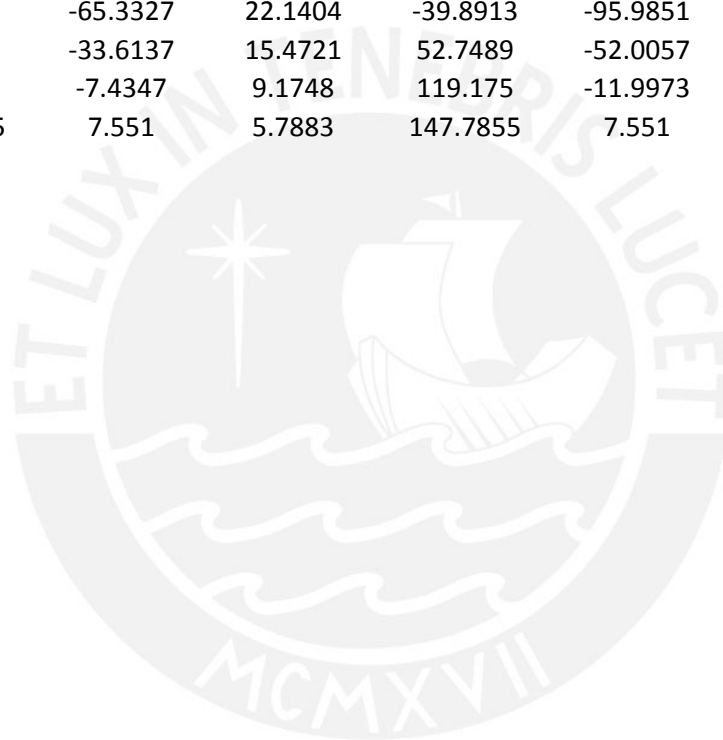 -65.3327 22.1404 -39.8913 -95.9851
-33.6137 15.4721 52.7489 -52.0057
-7.4347 9.1748 119.175 -11.9973
5 7.551 5.7883 147.7855 7.551
ET LUX IN TENEBRIS LUCET
MCMXVII